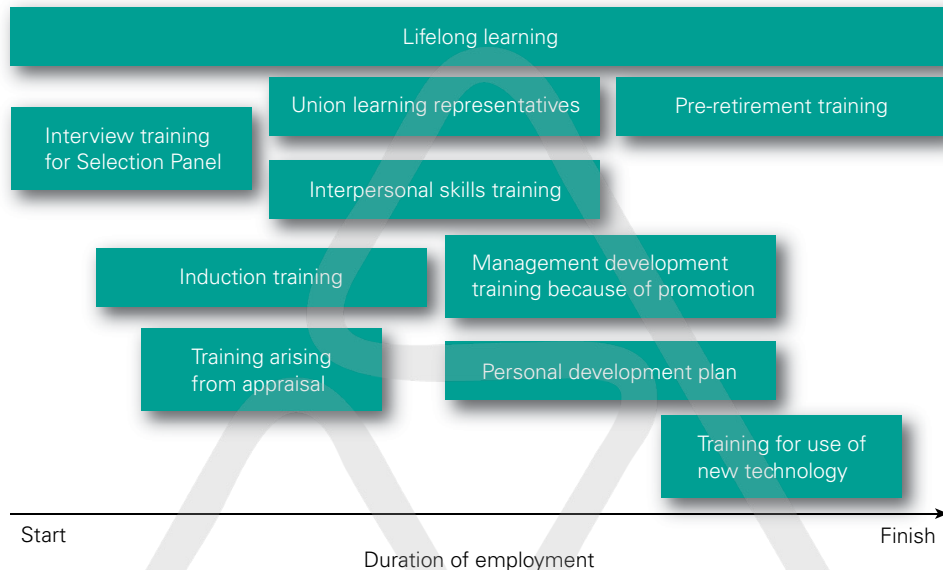 Lifelong learning
Union learning representatives
Pre-retirement training
Interview training
for Selection Panel
Interpersonal skills training
Induction training
Management development
training because of promotion
Training arising
from appraisal
Personal development plan
Training for use of
new technology
Start
Finish
Duration of employment